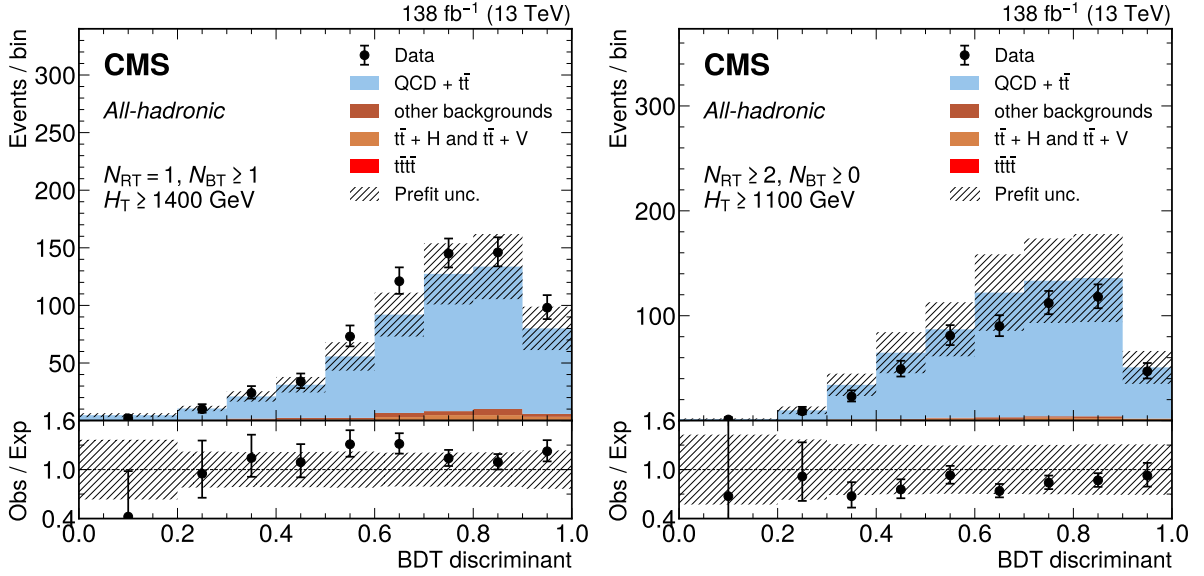 138 fb⁻¹ (13 TeV)
Events / bin
350
300
250
200
150
100
50
CMS
All-hadronic
N_RT = 1, N_BT ≥ 1
H_T ≥ 1400 GeV
Data
QCD + tt̄
other backgrounds
tt̄ + H and tt̄ + V
tt̄tt̄
Prefit unc.
Obs / Exp
1.6
1.0
0.4
0.0 0.2 0.4 0.6 0.8 1.0
BDT discriminant
138 fb⁻¹ (13 TeV)
Events / bin
300
200
100
CMS
All-hadronic
N_RT ≥ 2, N_BT ≥ 0
H_T ≥ 1100 GeV
Data
QCD + tt̄
other backgrounds
tt̄ + H and tt̄ + V
tt̄tt̄
Prefit unc.
Obs / Exp
1.6
1.0
0.4
0.0 0.2 0.4 0.6 0.8 1.0
BDT discriminant